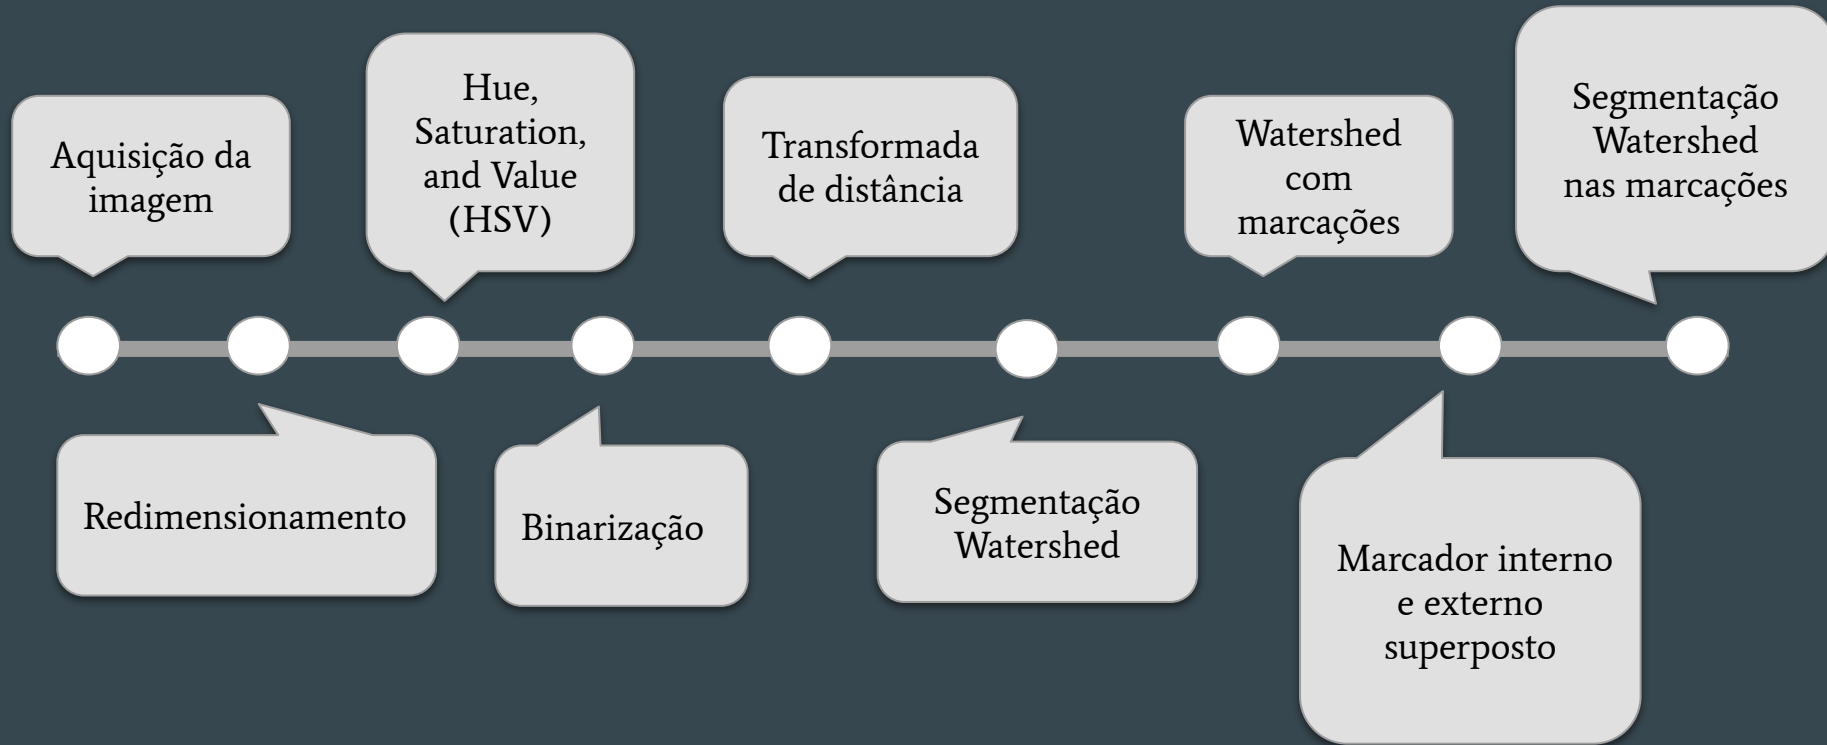 Aquisição da
imagem
Redimensionamento
Hue,
Saturation,
and Value
(HSV)
Binarização
Transformada
de distância
Segmentação
Watershed
Watershed
com
marcações
Marcador interno
e externo
superposto
Segmentação
Watershed
nas marcações